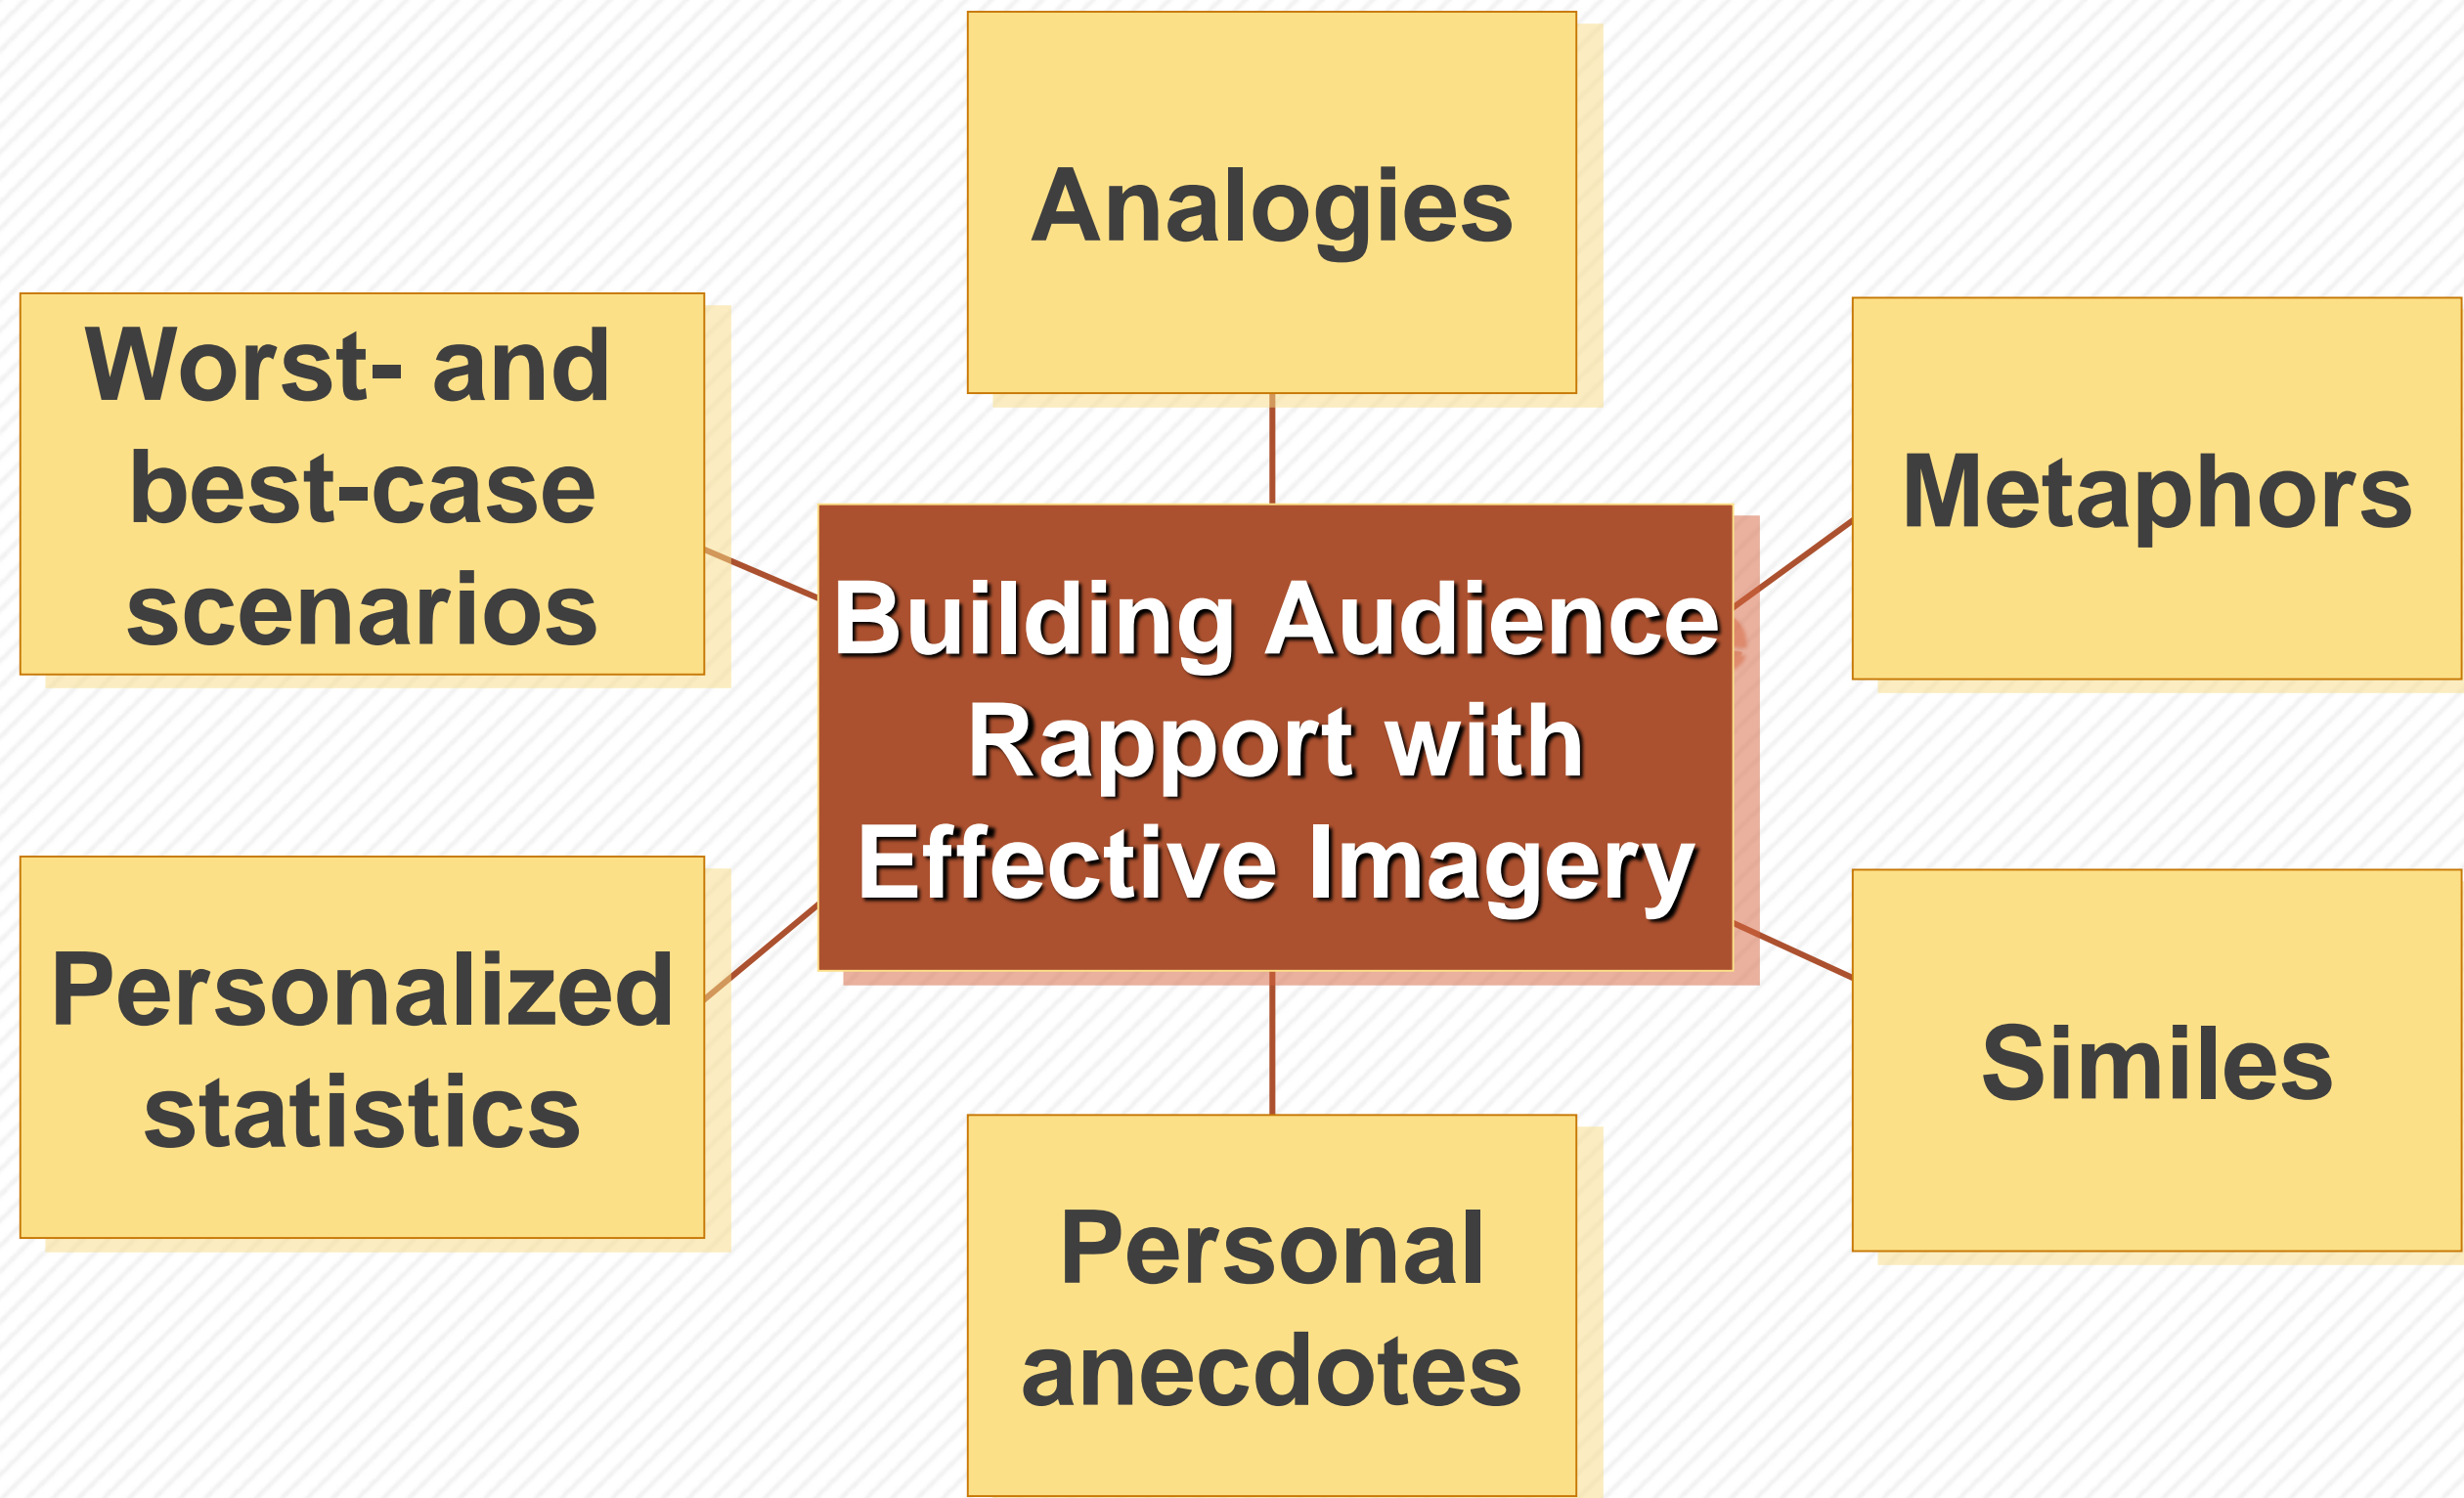 Analogies
Worst- and
best-case
scenarios
Metaphors
Building Audience
Rapport with
Effective Imagery
Personalized
statistics
Similes
Personal
anecdotes